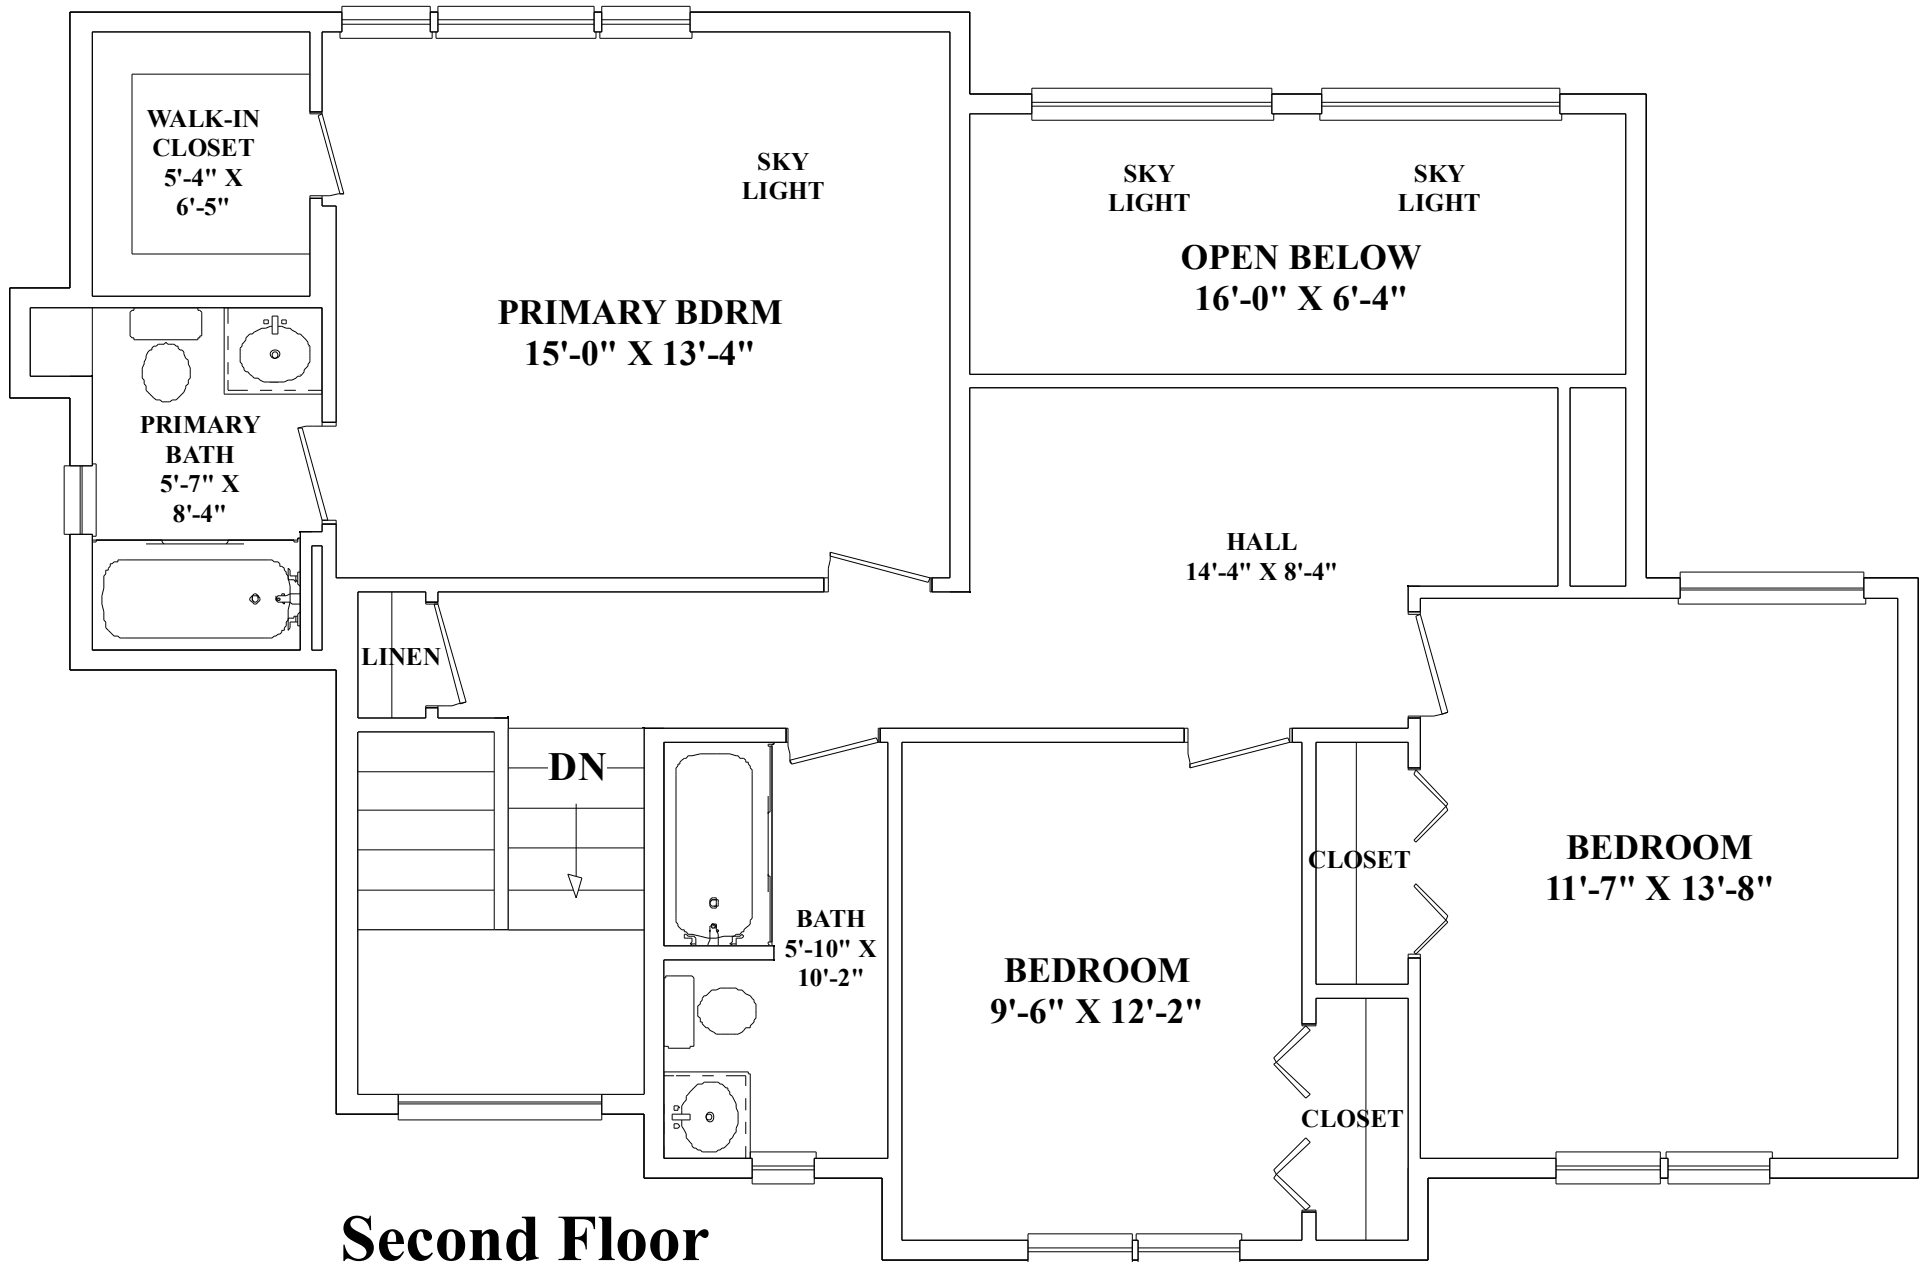 WALK-IN
CLOSET
5'-4" X
6'-5"
SKY
LIGHT
SKY
LIGHT
SKY
LIGHT
OPEN BELOW
16'-0" X 6'-4"
PRIMARY BDRM
15'-0" X 13'-4"
PRIMARY
BATH
5'-7" X
8'-4"
HALL
14'-4" X 8'-4"
LINEN
DN
BEDROOM
11'-7" X 13'-8"
CLOSET
BATH
5'-10" X
10'-2"
BEDROOM
9'-6" X 12'-2"
CLOSET
Second Floor